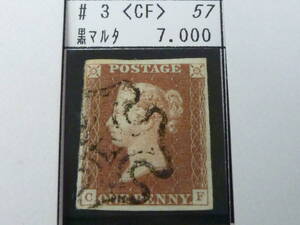 # 3 <CF> 57
黒マルタ 7.000
POSTAGE
C ONE PENNY F